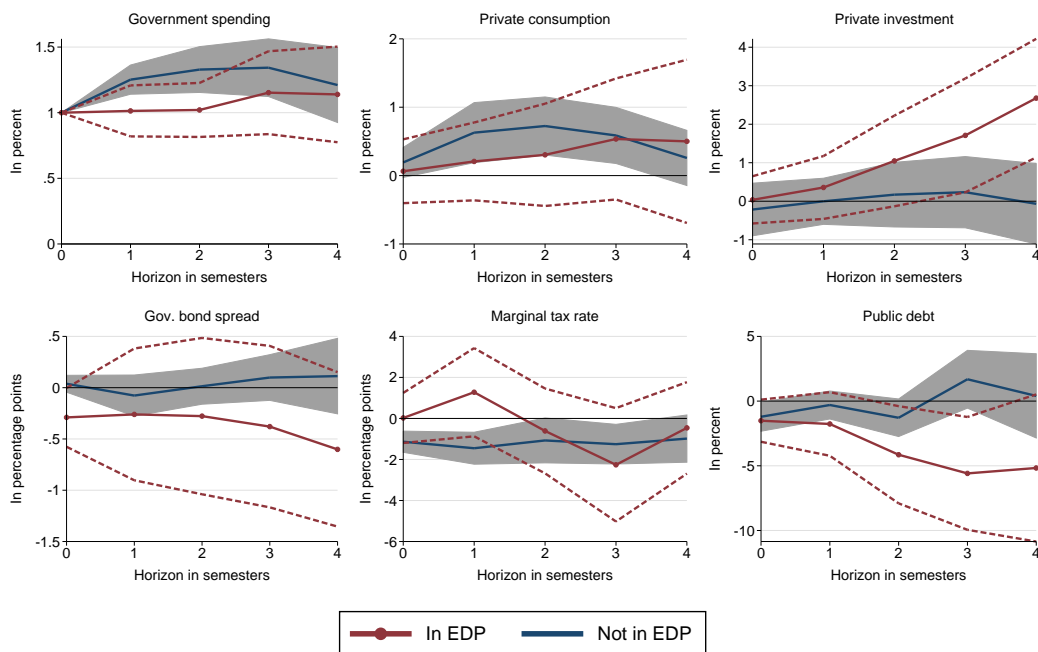 Government spending
In percent
1.5
1
.5
0
0 1 2 3 4
Horizon in semesters
Private consumption
In percent
2
1
0
-1
0 1 2 3 4
Horizon in semesters
Private investment
In percent
4
3
2
1
0
-1
0 1 2 3 4
Horizon in semesters
Gov. bond spread
In percentage points
.5
0
-.5
-1
-1.5
0 1 2 3 4
Horizon in semesters
Marginal tax rate
In percentage points
4
2
0
-2
-4
-6
0 1 2 3 4
Horizon in semesters
Public debt
In percent
5
0
-5
-10
0 1 2 3 4
Horizon in semesters
In EDP Not in EDP